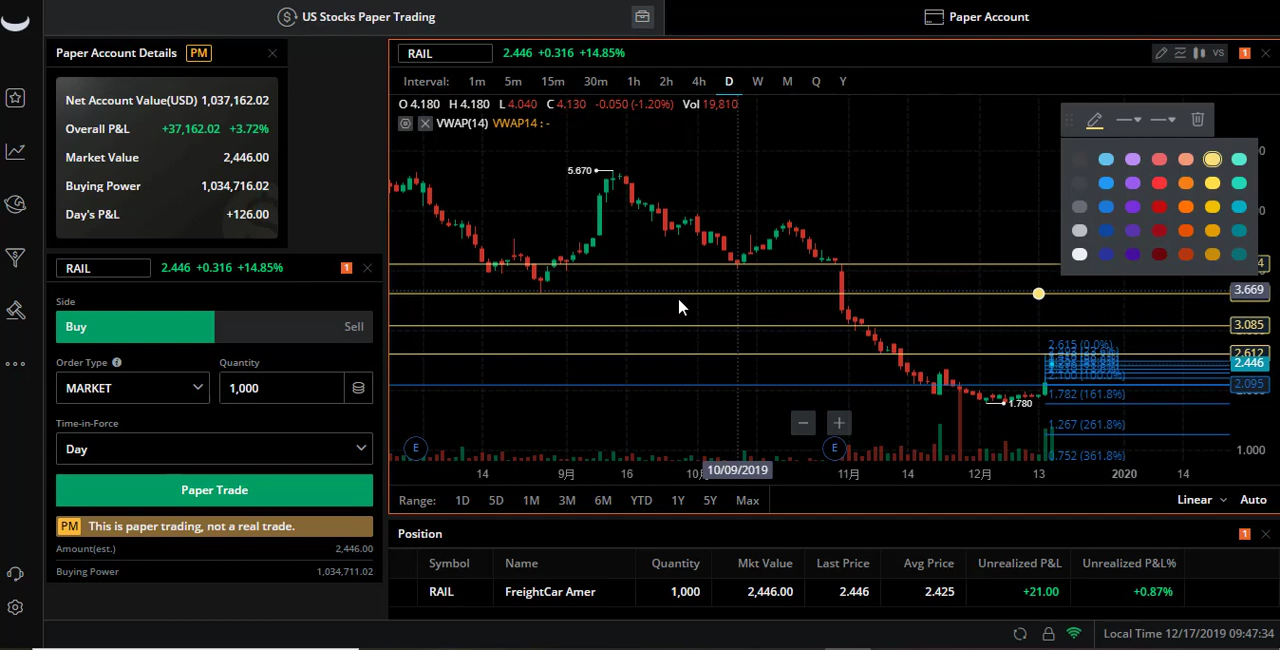 US Stocks Paper Trading
Paper Account
Paper Account Details PM
Net Account Value(USD) 1,037,162.02
Overall P&L +37,162.02 +3.72%
Market Value 2,446.00
Buying Power 1,034,716.02
Day's P&L +126.00
RAIL 2.446 +0.316 +14.85% 1
Side
Buy Sell
Order Type Quantity
MARKET 1,000
Time-in-Force
Day
Paper Trade
PM This is paper trading, not a real trade.
Amount(est.) 2,446.00
Buying Power 1,034,711.02
RAIL 2.446 +0.316 +14.85% VS 1
Interval: 1m 5m 15m 30m 1h 2h 4h D W M Q Y
O 4.180 H 4.180 L 4.040 C 4.130 -0.050 (-1.20%) Vol 19,810
VWAP(14) VWAP14 : -
5.670
3.669
3.085
2.615 (0.0%)
2.612
2.446
2.100 (100.0%)
2.095
1.782 (161.8%)
1.780
1.267 (261.8%)
E E
1.000
0.752 (361.8%)
14 9月 16 10月 10/09/2019 11月 14 12月 13 2020 14
Range: 1D 5D 1M 3M 6M YTD 1Y 5Y Max Linear Auto
Position 1
Symbol Name Quantity Mkt Value Last Price Avg Price Unrealized P&L Unrealized P&L%
RAIL FreightCar Amer 1,000 2,446.00 2.446 2.425 +21.00 +0.87%
Local Time 12/17/2019 09:47:34